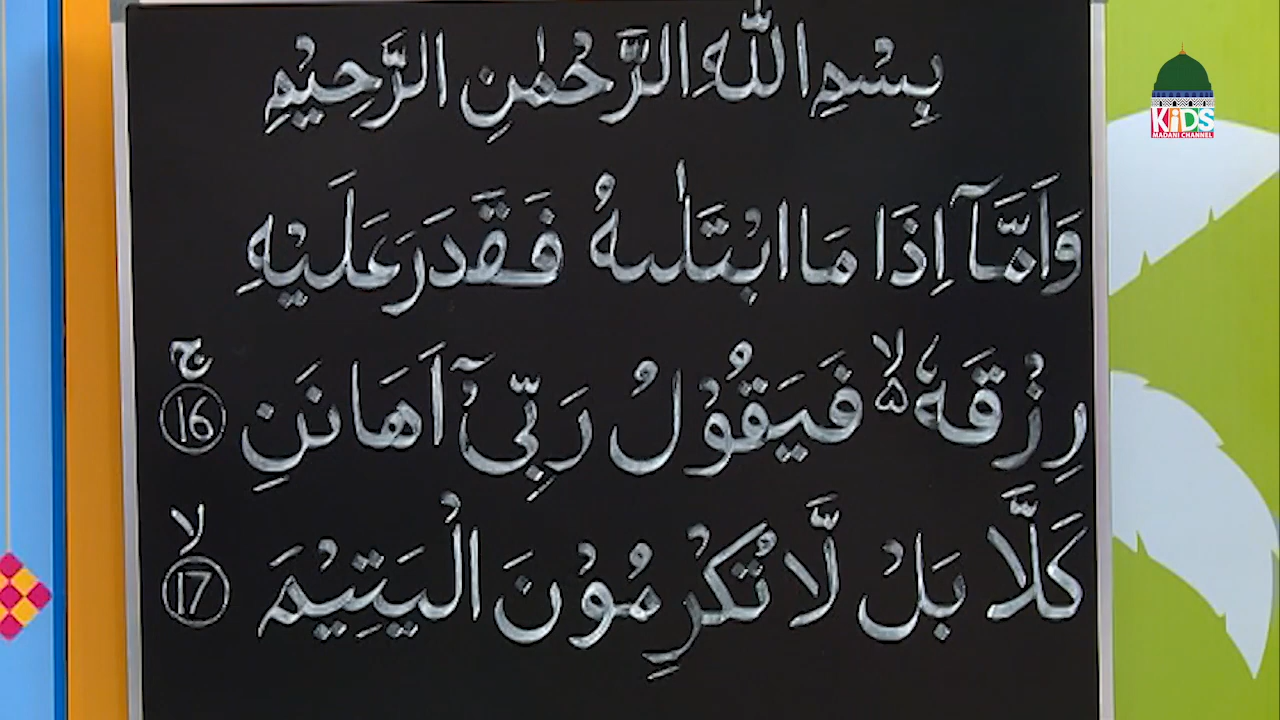 بِسْمِ اللّٰهِ الرَّحْمٰنِ الرَّحِيْمِ
وَاَمَّآ اِذَا مَا ابْتَلٰىهُ فَقَدَرَ عَلَيْهِ
رِزْقَهٗ ۙ۬ فَيَقُوْلُ رَبِّيْۤ اَهَانَنِ ۚ 16
كَلَّا بَلْ لَّا تُكْرِمُوْنَ الْيَتِيْمَ ۙ 17
KiDS
MADANI CHANNEL